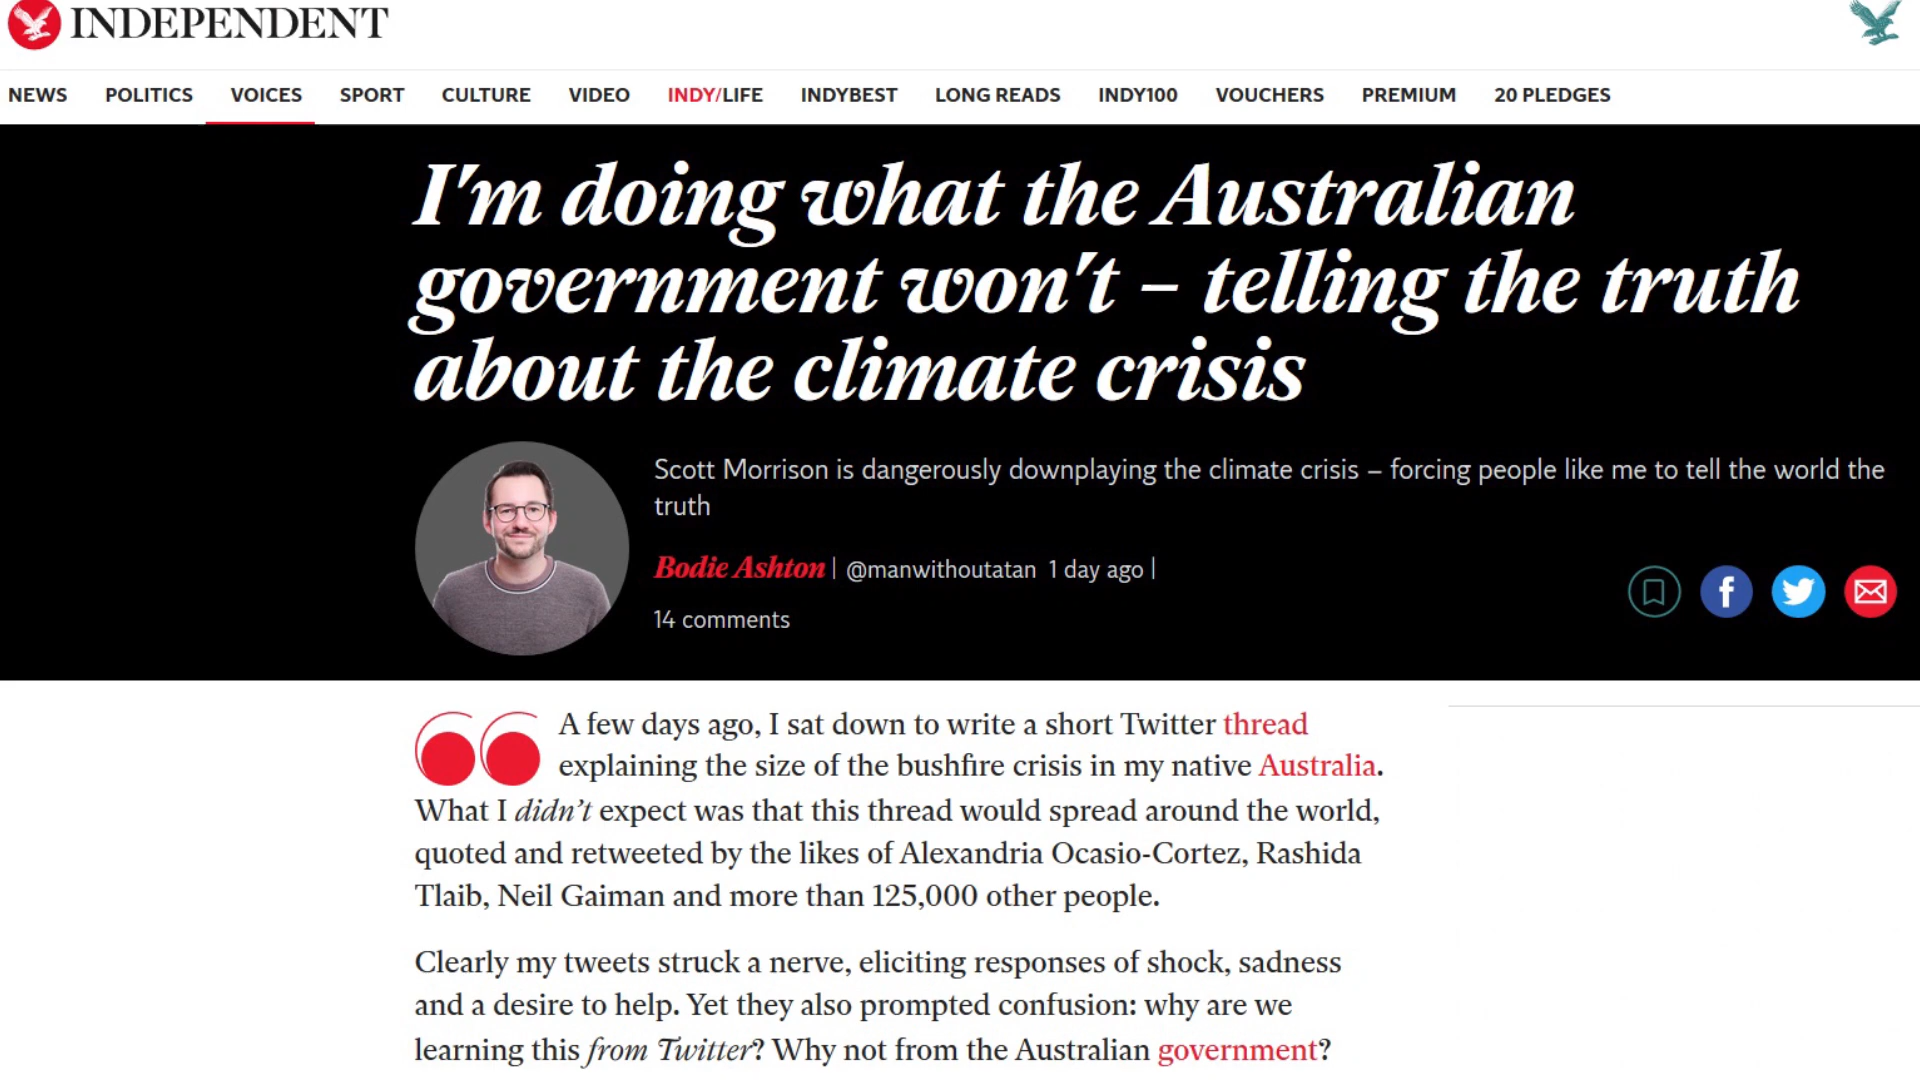 INDEPENDENT
NEWS POLITICS VOICES SPORT CULTURE VIDEO INDY/LIFE INDYBEST LONG READS INDY100 VOUCHERS PREMIUM 20 PLEDGES
I'm doing what the Australian
government won't – telling the truth
about the climate crisis
Scott Morrison is dangerously downplaying the climate crisis – forcing people like me to tell the world the
truth
Bodie Ashton | @manwithoutatan 1 day ago |
14 comments
A few days ago, I sat down to write a short Twitter thread
explaining the size of the bushfire crisis in my native Australia.
What I didn’t expect was that this thread would spread around the world,
quoted and retweeted by the likes of Alexandria Ocasio-Cortez, Rashida
Tlaib, Neil Gaiman and more than 125,000 other people.
Clearly my tweets struck a nerve, eliciting responses of shock, sadness
and a desire to help. Yet they also prompted confusion: why are we
learning this from Twitter? Why not from the Australian government?